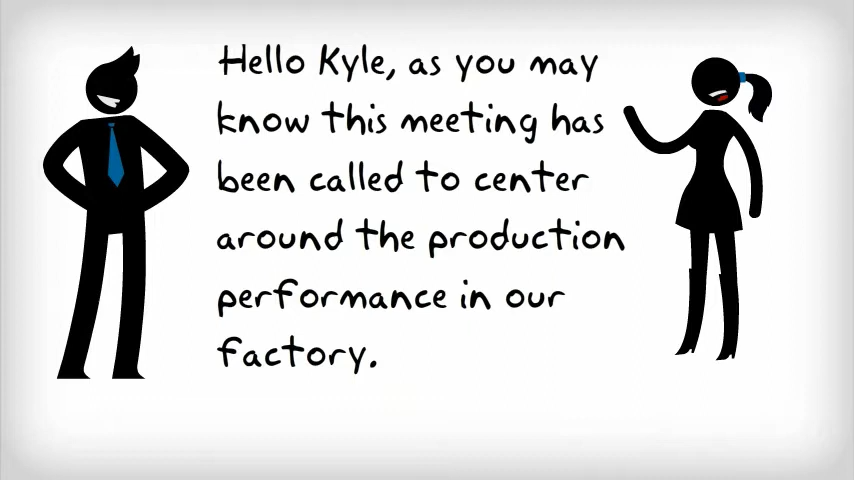 Hello Kyle, as you may
know this meeting has
been called to center
around the production
performance in our
factory.